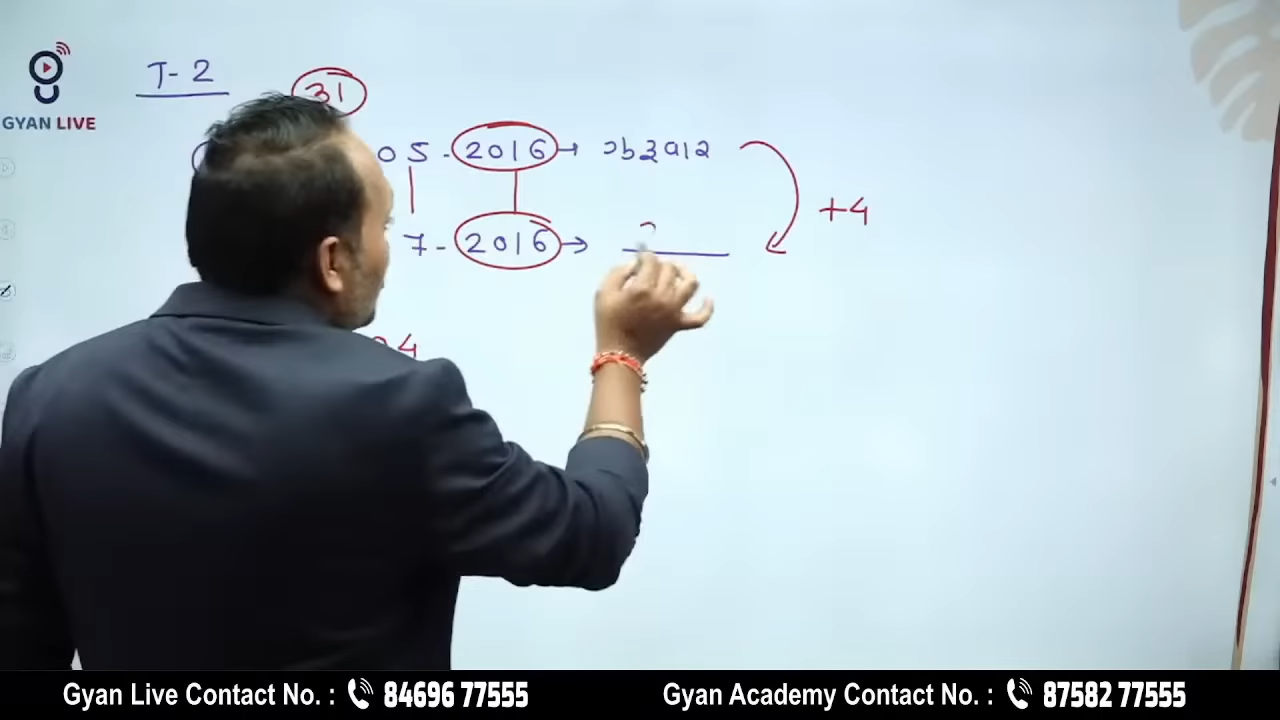 GYAN LIVE
T-2
31
05-2016 →
+4
7-2016 →
Gyan Live Contact No. : 84696 77555
Gyan Academy Contact No. : 87582 77555